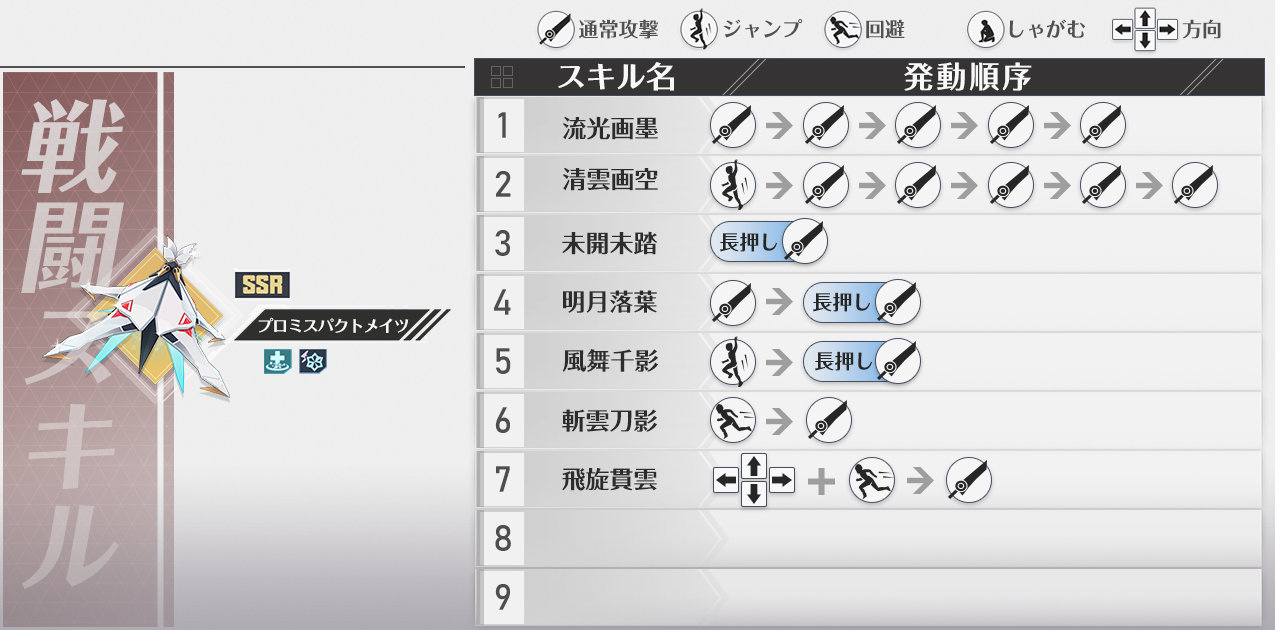 通常攻撃 ジャンプ 回避 しゃがむ 方向
スキル名 発動順序
戦闘スキル
SSR
プロミスパクトメイツ
1 流光画墨
2 清雲画空
3 未開未踏 長押し
4 明月落葉 長押し
5 風舞千影 長押し
6 斬雲刀影
7 飛旋貫雲
8
9